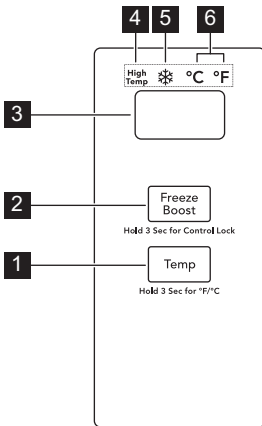 4 5 6
High Temp °C °F
3
2 Freeze Boost
Hold 3 Sec for Control Lock
1 Temp
Hold 3 Sec for °F/°C